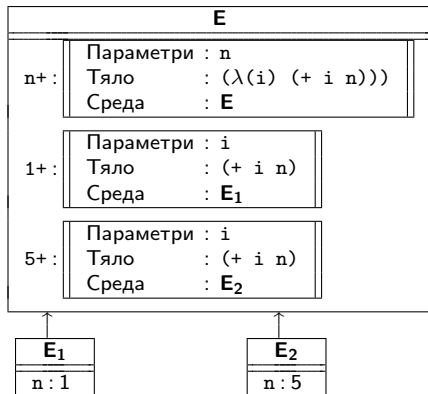 E
n+ : Параметри : n
Тяло : (λ(i) (+ i n)))
Среда : E
1+ : Параметри : i
Тяло : (+ i n)
Среда : E₁
5+ : Параметри : i
Тяло : (+ i n)
Среда : E₂
E₁ E₂
n : 1 n : 5